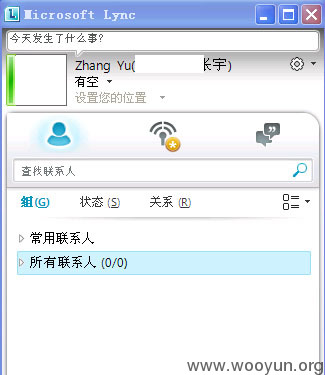 Microsoft Lync
今天发生了什么事?
Zhang Yu( 长宇)
有空
设置您的位置
查找联系人
组(G) 状态 (S) 关系 (R)
常用联系人
所有联系人 (0/0)
www.wooyun.org